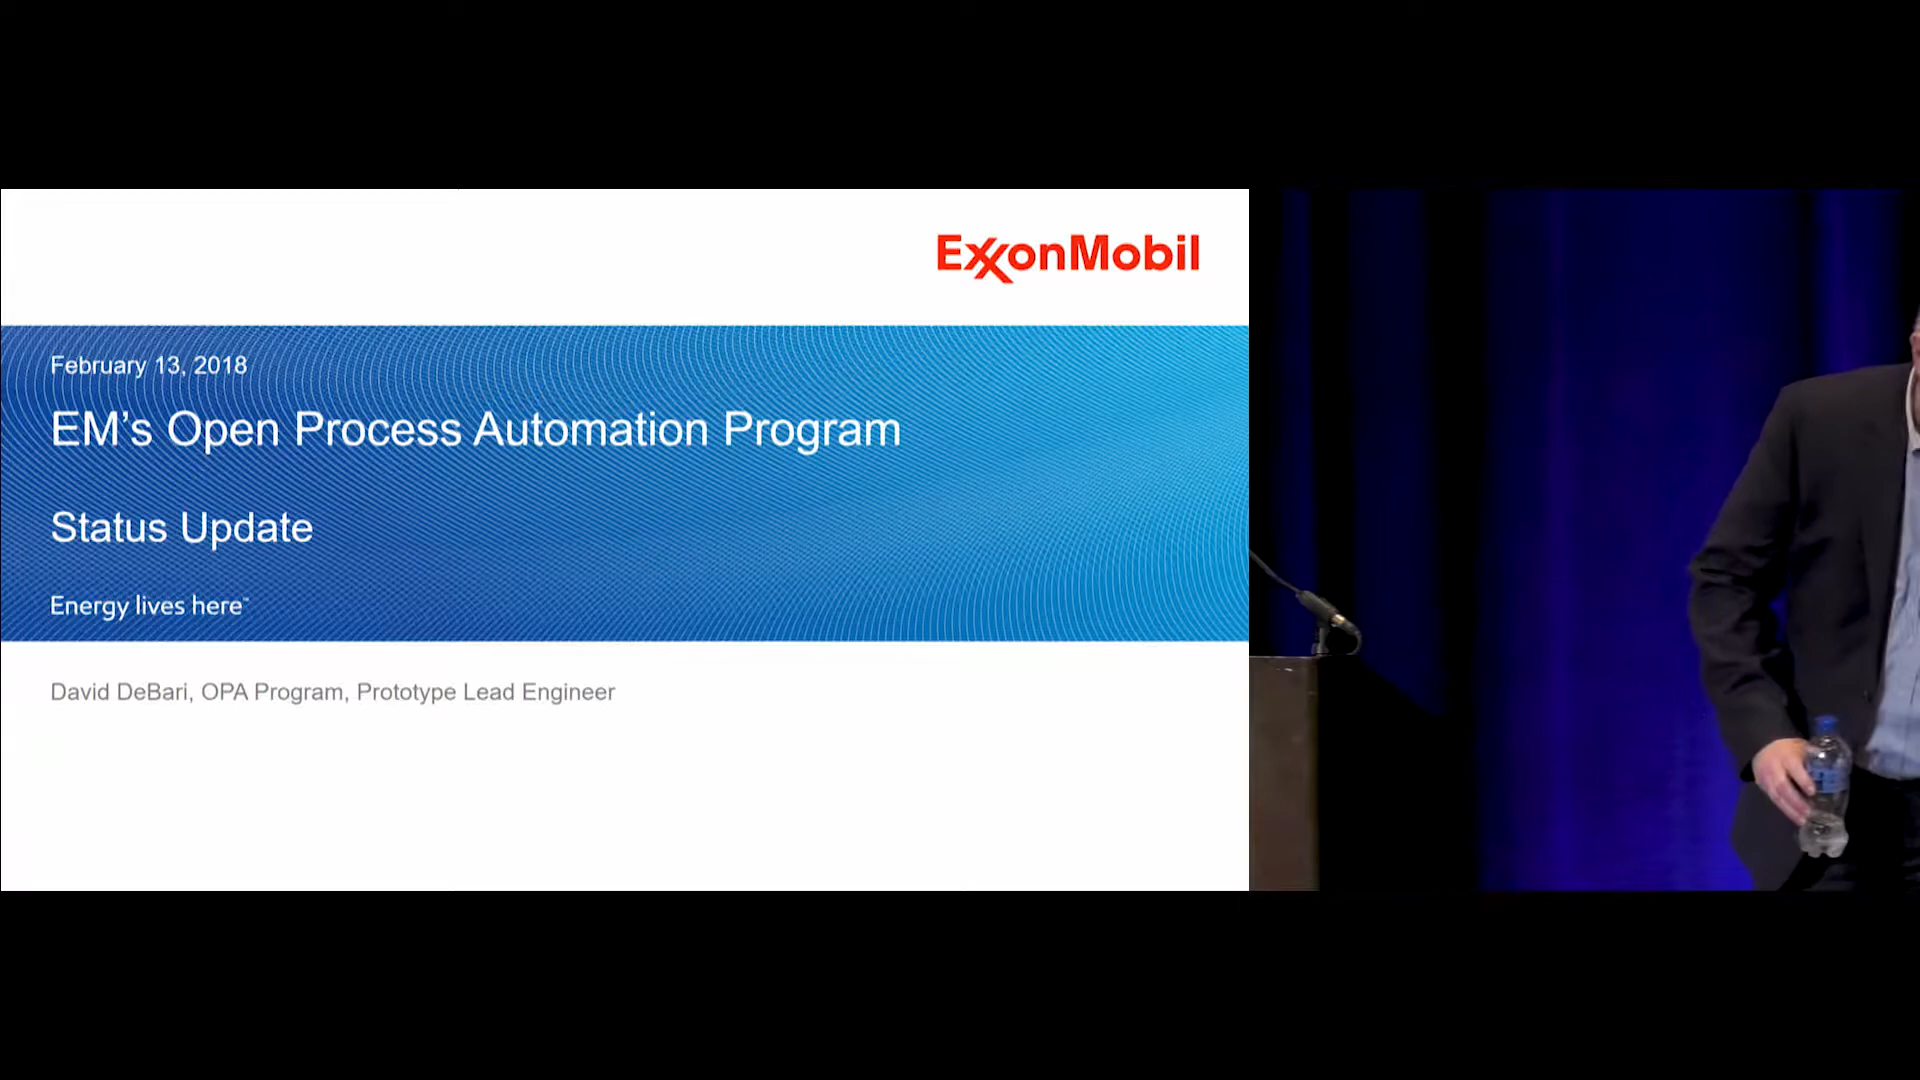 ExxonMobil
February 13, 2018
EM's Open Process Automation Program
Status Update
Energy lives here™
David DeBari, OPA Program, Prototype Lead Engineer